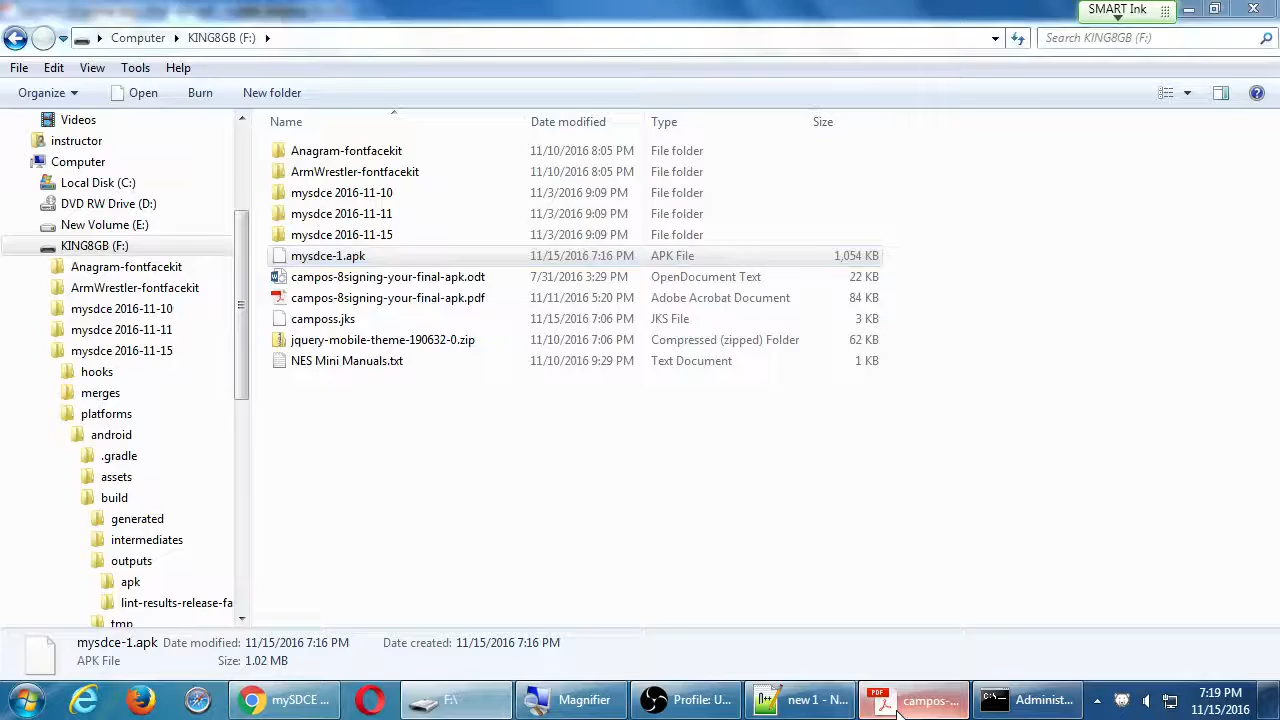 SMART Ink
Computer KING8GB (F:) Search KING8GB (F:)
File Edit View Tools Help
Organize Open Burn New folder
Name Date modified Type Size
Videos
instructor
Computer
Local Disk (C:)
DVD RW Drive (D:)
New Volume (E:)
KING8GB (F:)
Anagram-fontfacekit
ArmWrestler-fontfacekit
mysdce 2016-11-10
mysdce 2016-11-11
mysdce 2016-11-15
hooks
merges
platforms
android
.gradle
assets
build
generated
intermediates
outputs
apk
lint-results-release-fa
tmp
Anagram-fontfacekit 11/10/2016 8:05 PM File folder
ArmWrestler-fontfacekit 11/10/2016 8:05 PM File folder
mysdce 2016-11-10 11/3/2016 9:09 PM File folder
mysdce 2016-11-11 11/3/2016 9:09 PM File folder
mysdce 2016-11-15 11/3/2016 9:09 PM File folder
mysdce-1.apk 11/15/2016 7:16 PM APK File 1,054 KB
campos-8signing-your-final-apk.odt 7/31/2016 3:29 PM OpenDocument Text 22 KB
campos-8signing-your-final-apk.pdf 11/11/2016 5:20 PM Adobe Acrobat Document 84 KB
camposs.jks 11/15/2016 7:06 PM JKS File 3 KB
jquery-mobile-theme-190632-0.zip 11/10/2016 7:06 PM Compressed (zipped) Folder 62 KB
NES Mini Manuals.txt 11/10/2016 9:29 PM Text Document 1 KB
mysdce-1.apk Date modified: 11/15/2016 7:16 PM Date created: 11/15/2016 7:16 PM
APK File Size: 1.02 MB
mySDCE ... F:\ Magnifier Profile: U... new 1 - N... PDF campos-... C:\ Administ... 7:19 PM
11/15/2016